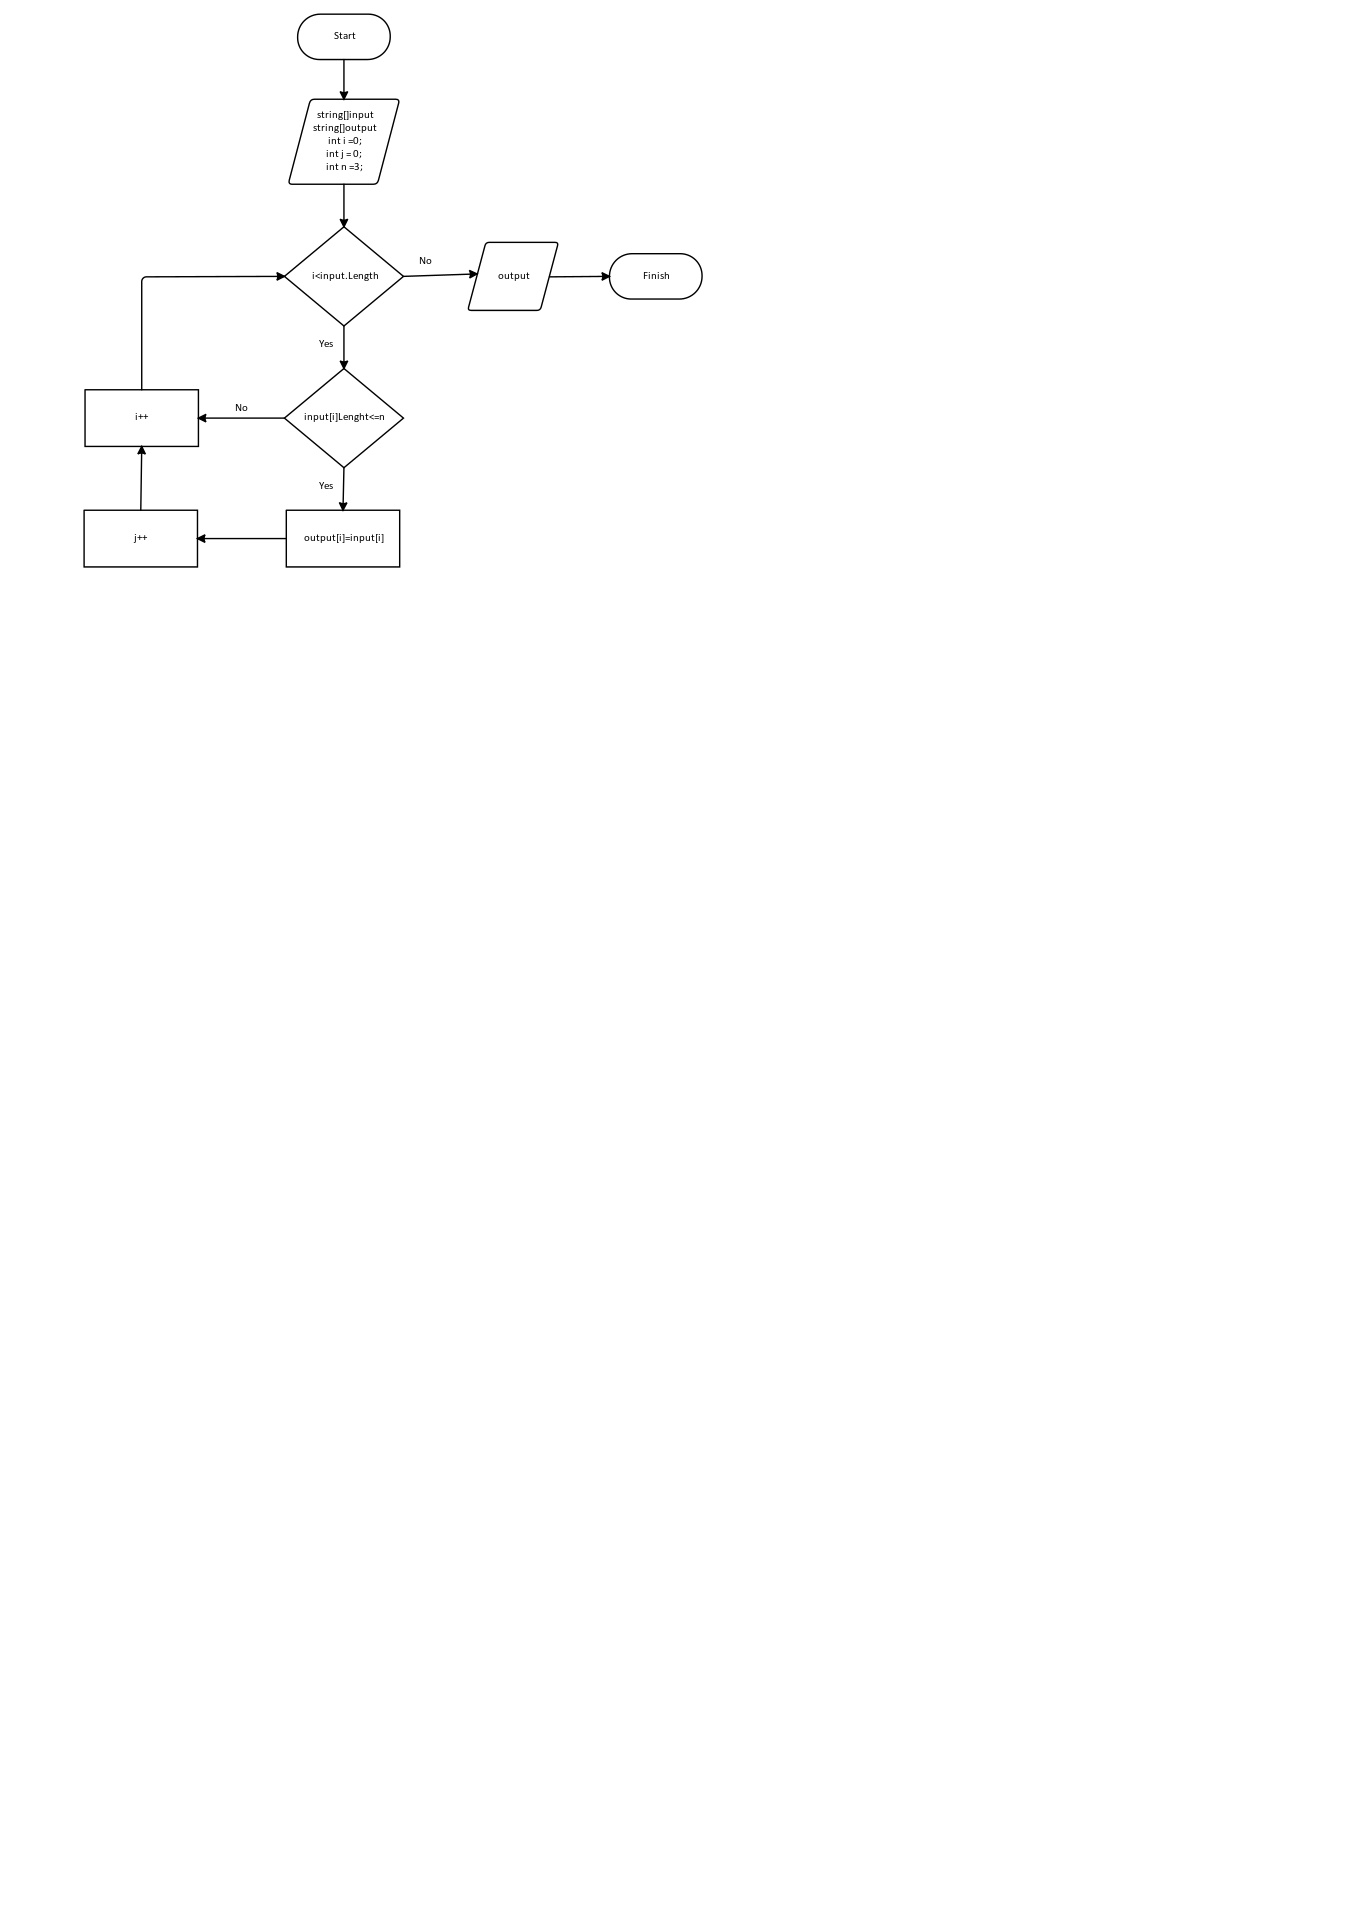 Start
string[]input
string[]output
int i =0;
int j = 0;
int n =3;
i<input.Length
No
output
Finish
Yes
input[i]Lenght<=n
No
i++
Yes
output[i]=input[i]
j++